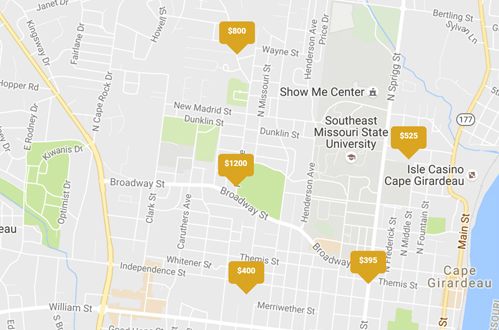 Janet Dr
Kingsway Dr
Fairlane Dr
Howell St
$800
Wayne St
Henderson Ave
Price Dr
Bertling St
Sylvan Ln
Hopper Rd
N Cape Rock Dr
N Missouri St
Show Me Center
N Sprigg St
New Madrid St
Dunklin St
Dunklin St
Southeast
Missouri State
University
177
$525
E Rodney Dr
Kiwanis Dr
$1200
Isle Casino
Cape Girardeau
Optimist Dr
Broadway St
Clark St
Caruthers Ave
Broadway St
Henderson Ave
N Frederick St
N Middle St
N Fountain St
Main St
Broadway St
Whitener St
Independence St
Themis St
$400
$395
Themis St
Cape
Girardeau
William St
Merriwether St
Good Hope St